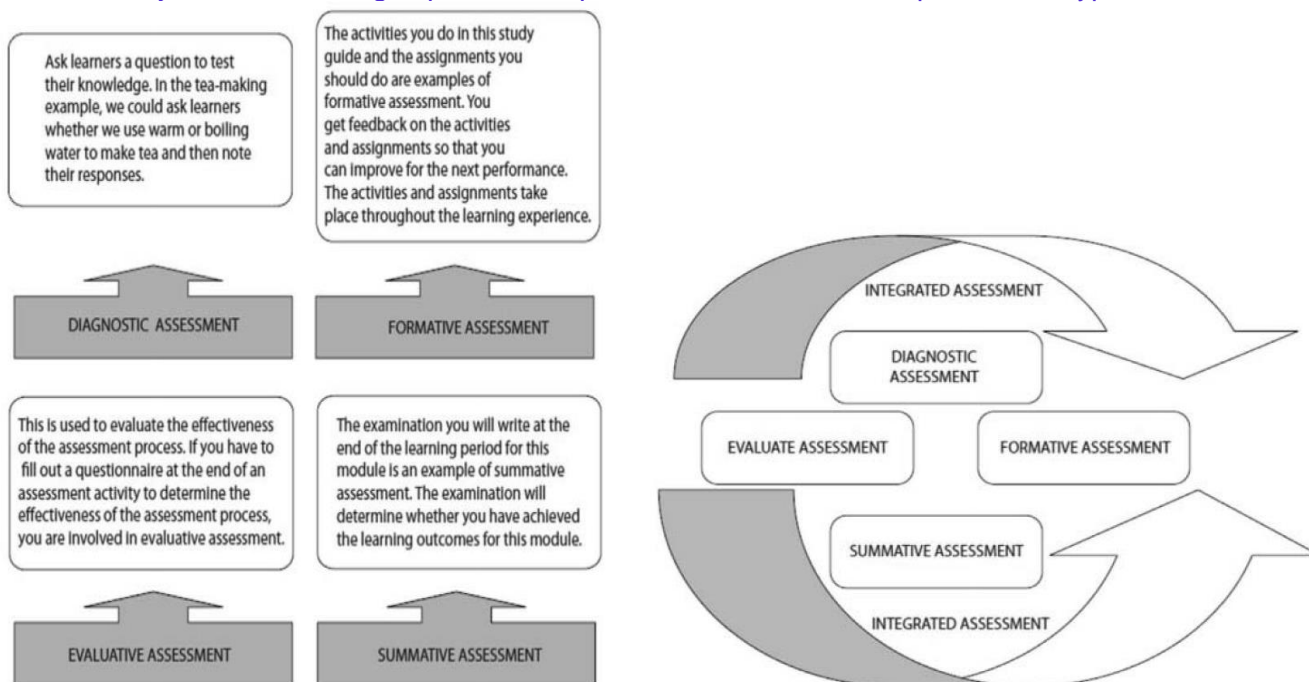 Ask learners a question to test
their knowledge. In the tea-making
example, we could ask learners
whether we use warm or boiling
water to make tea and then note
their responses.
The activities you do in this study
guide and the assignments you
should do are examples of
formative assessment. You
get feedback on the activities
and assignments so that you
can improve for the next performance.
The activities and assignments take
place throughout the learning experience.
DIAGNOSTIC ASSESSMENT
FORMATIVE ASSESSMENT
This is used to evaluate the effectiveness
of the assessment process. If you have to
fill out a questionnaire at the end of an
assessment activity to determine the
effectiveness of the assessment process,
you are involved in evaluative assessment.
The examination you will write at the
end of the learning period for this
module is an example of summative
assessment. The examination will
determine whether you have achieved
the learning outcomes for this module.
EVALUATIVE ASSESSMENT
SUMMATIVE ASSESSMENT
INTEGRATED ASSESSMENT
DIAGNOSTIC
ASSESSMENT
EVALUATE ASSESSMENT
FORMATIVE ASSESSMENT
SUMMATIVE ASSESSMENT
INTEGRATED ASSESSMENT